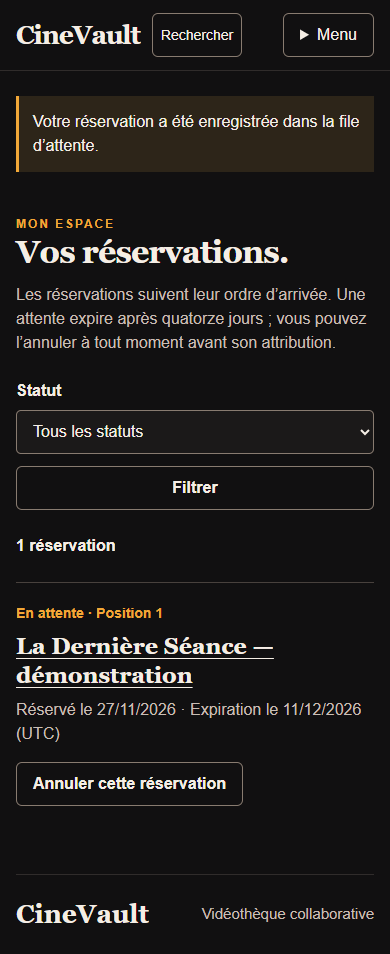 CineVault
Rechercher
▶ Menu
Votre réservation a été enregistrée dans la file
d’attente.
MON ESPACE
Vos réservations.
Les réservations suivent leur ordre d’arrivée. Une
attente expire après quatorze jours ; vous pouvez
l’annuler à tout moment avant son attribution.
Statut
Tous les statuts
Filtrer
1 réservation
En attente · Position 1
La Dernière Séance —
démonstration
Réservé le 27/11/2026 · Expiration le 11/12/2026
(UTC)
Annuler cette réservation
CineVault
Vidéothèque collaborative